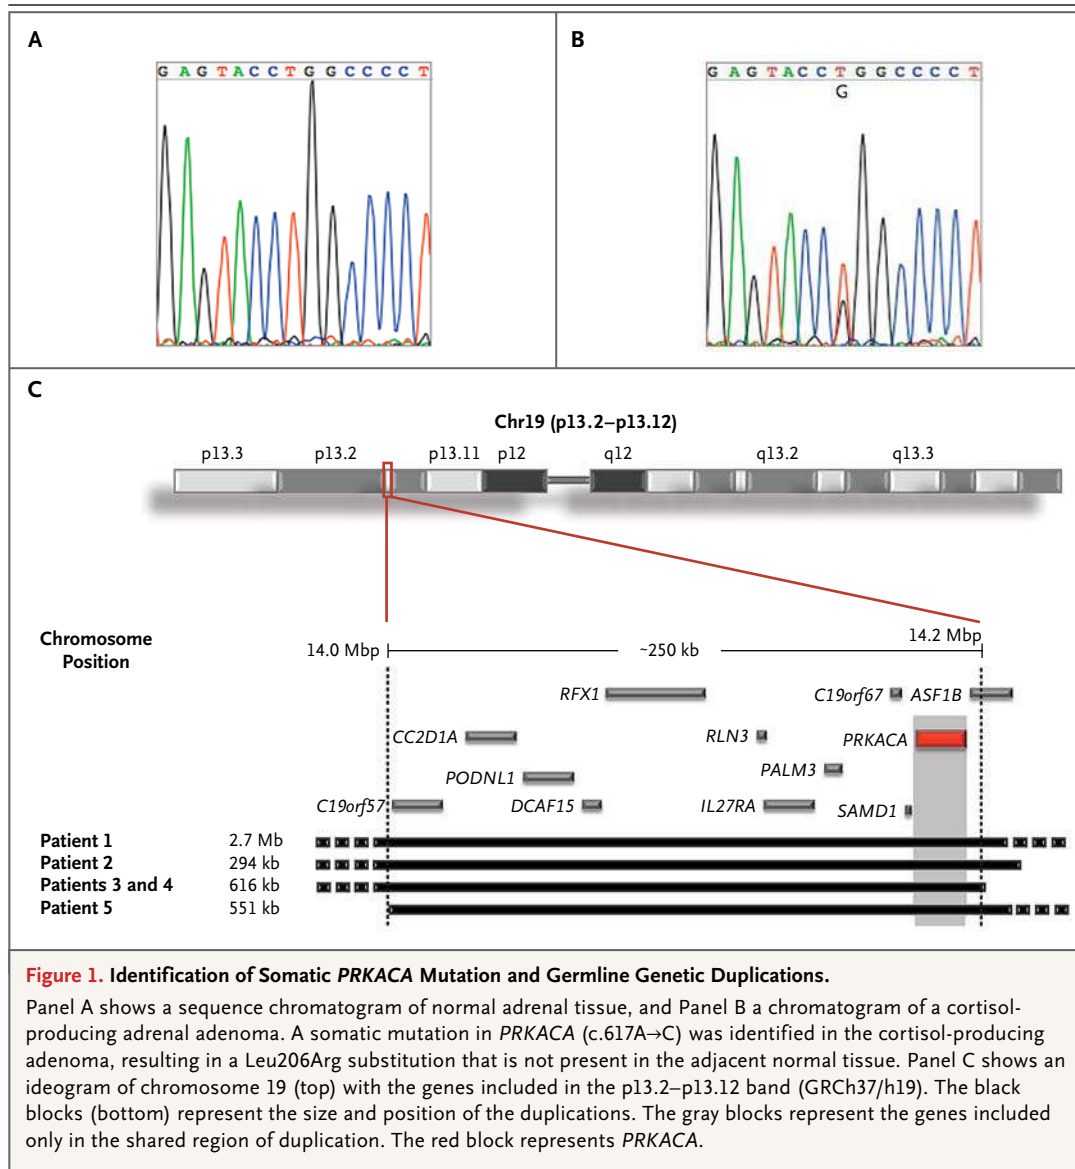 A
G A G T A C C T G G C C C C T
B
G A G T A C C T G G C C C C T
G
C
Chr19 (p13.2–p13.12)
p13.3 p13.2 p13.11 p12 q12 q13.2 q13.3
Chromosome
Position
14.0 Mbp ~250 kb 14.2 Mbp
RFX1 C19orf67 ASF1B
CC2D1A RLN3 PRKACA
PODNL1 PALM3
C19orf57 DCAF15 IL27RA SAMD1
Patient 1 2.7 Mb
Patient 2 294 kb
Patients 3 and 4 616 kb
Patient 5 551 kb
Figure 1. Identification of Somatic PRKACA Mutation and Germline Genetic Duplications.
Panel A shows a sequence chromatogram of normal adrenal tissue, and Panel B a chromatogram of a cortisol-
producing adrenal adenoma. A somatic mutation in PRKACA (c.617A→C) was identified in the cortisol-producing
adenoma, resulting in a Leu206Arg substitution that is not present in the adjacent normal tissue. Panel C shows an
ideogram of chromosome 19 (top) with the genes included in the p13.2–p13.12 band (GRCh37/h19). The black
blocks (bottom) represent the size and position of the duplications. The gray blocks represent the genes included
only in the shared region of duplication. The red block represents PRKACA.